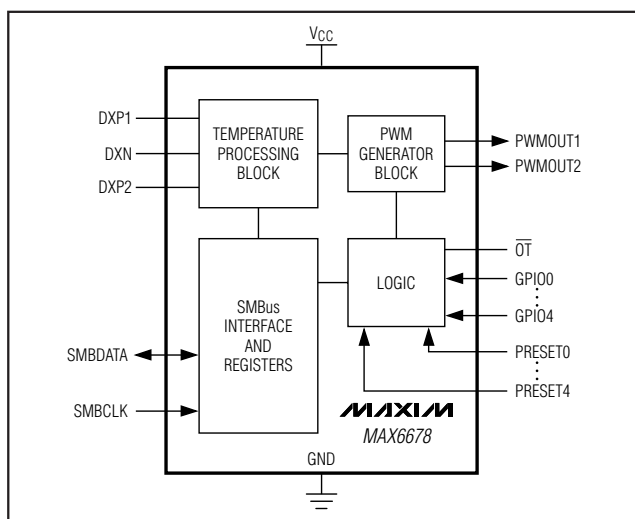 VCC
DXP1
DXN
DXP2
TEMPERATURE
PROCESSING
BLOCK
PWM
GENERATOR
BLOCK
PWMOUT1
PWMOUT2
SMBus
INTERFACE
AND
REGISTERS
LOGIC
OT
GPIO0
GPIO4
PRESET0
PRESET4
SMBDATA
SMBCLK
MAXIM
MAX6678
GND